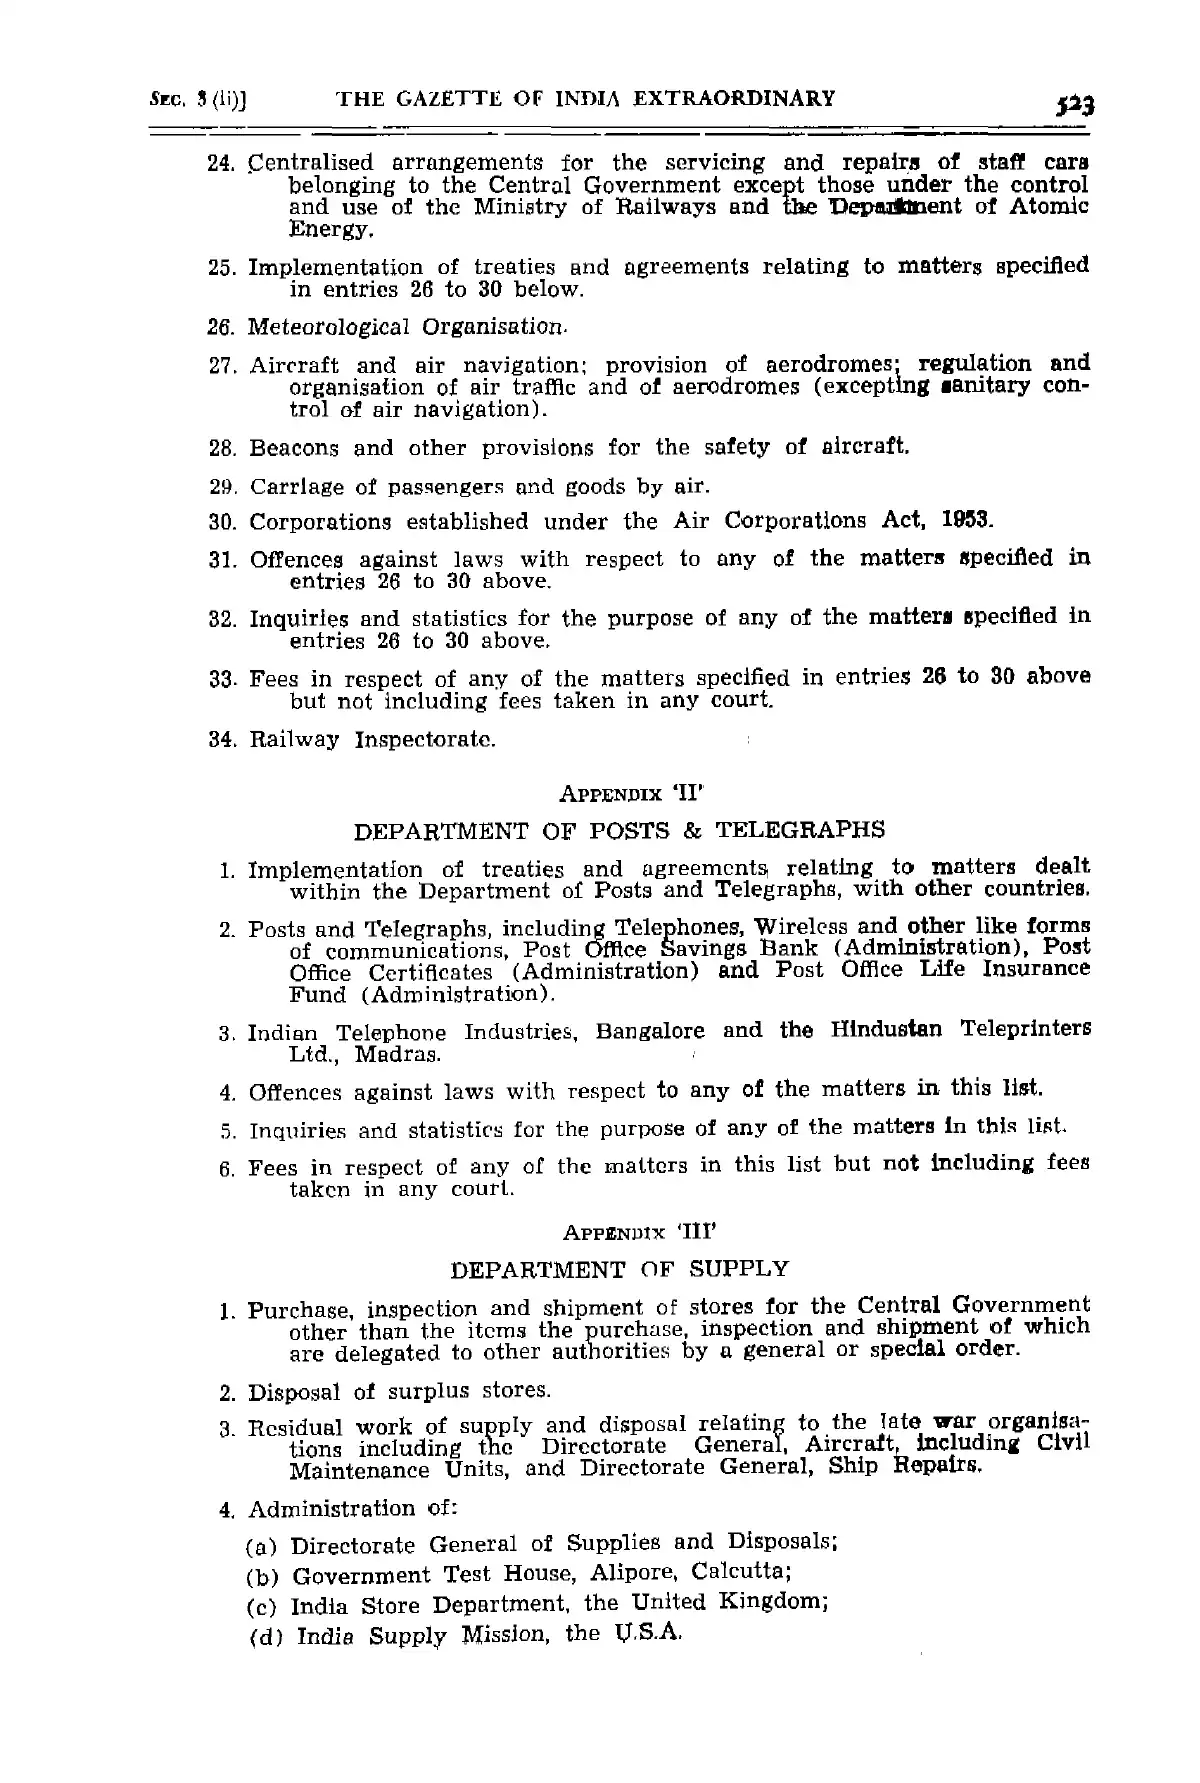 SEC. 3 (ii)] THE GAZETTE OF INDIA EXTRAORDINARY 523
24. Centralised arrangements for the servicing and repairs of staff cars
belonging to the Central Government except those under the control
and use of the Ministry of Railways and the Department of Atomic
Energy.
25. Implementation of treaties and agreements relating to matters specified
in entries 26 to 30 below.
26. Meteorological Organisation.
27. Aircraft and air navigation; provision of aerodromes; regulation and
organisation of air traffic and of aerodromes (excepting sanitary con-
trol of air navigation).
28. Beacons and other provisions for the safety of aircraft.
29. Carriage of passengers and goods by air.
30. Corporations established under the Air Corporations Act, 1953.
31. Offences against laws with respect to any of the matters specified in
entries 26 to 30 above.
32. Inquiries and statistics for the purpose of any of the matters specified in
entries 26 to 30 above.
33. Fees in respect of any of the matters specified in entries 26 to 30 above
but not including fees taken in any court.
34. Railway Inspectorate.
APPENDIX 'II'
DEPARTMENT OF POSTS & TELEGRAPHS
1. Implementation of treaties and agreements relating to matters dealt
within the Department of Posts and Telegraphs, with other countries.
2. Posts and Telegraphs, including Telephones, Wireless and other like forms
of communications, Post Office Savings Bank (Administration), Post
Office Certificates (Administration) and Post Office Life Insurance
Fund (Administration).
3. Indian Telephone Industries, Bangalore and the Hindustan Teleprinters
Ltd., Madras.
4. Offences against laws with respect to any of the matters in this list.
5. Inquiries and statistics for the purpose of any of the matters in this list.
6. Fees in respect of any of the matters in this list but not including fees
taken in any court.
APPENDIX 'III'
DEPARTMENT OF SUPPLY
1. Purchase, inspection and shipment of stores for the Central Government
other than the items the purchase, inspection and shipment of which
are delegated to other authorities by a general or special order.
2. Disposal of surplus stores.
3. Residual work of supply and disposal relating to the late war organisa-
tions including the Directorate General, Aircraft, including Civil
Maintenance Units, and Directorate General, Ship Repairs.
4. Administration of:
(a) Directorate General of Supplies and Disposals;
(b) Government Test House, Alipore, Calcutta;
(c) India Store Department, the United Kingdom;
(d) India Supply Mission, the U.S.A.